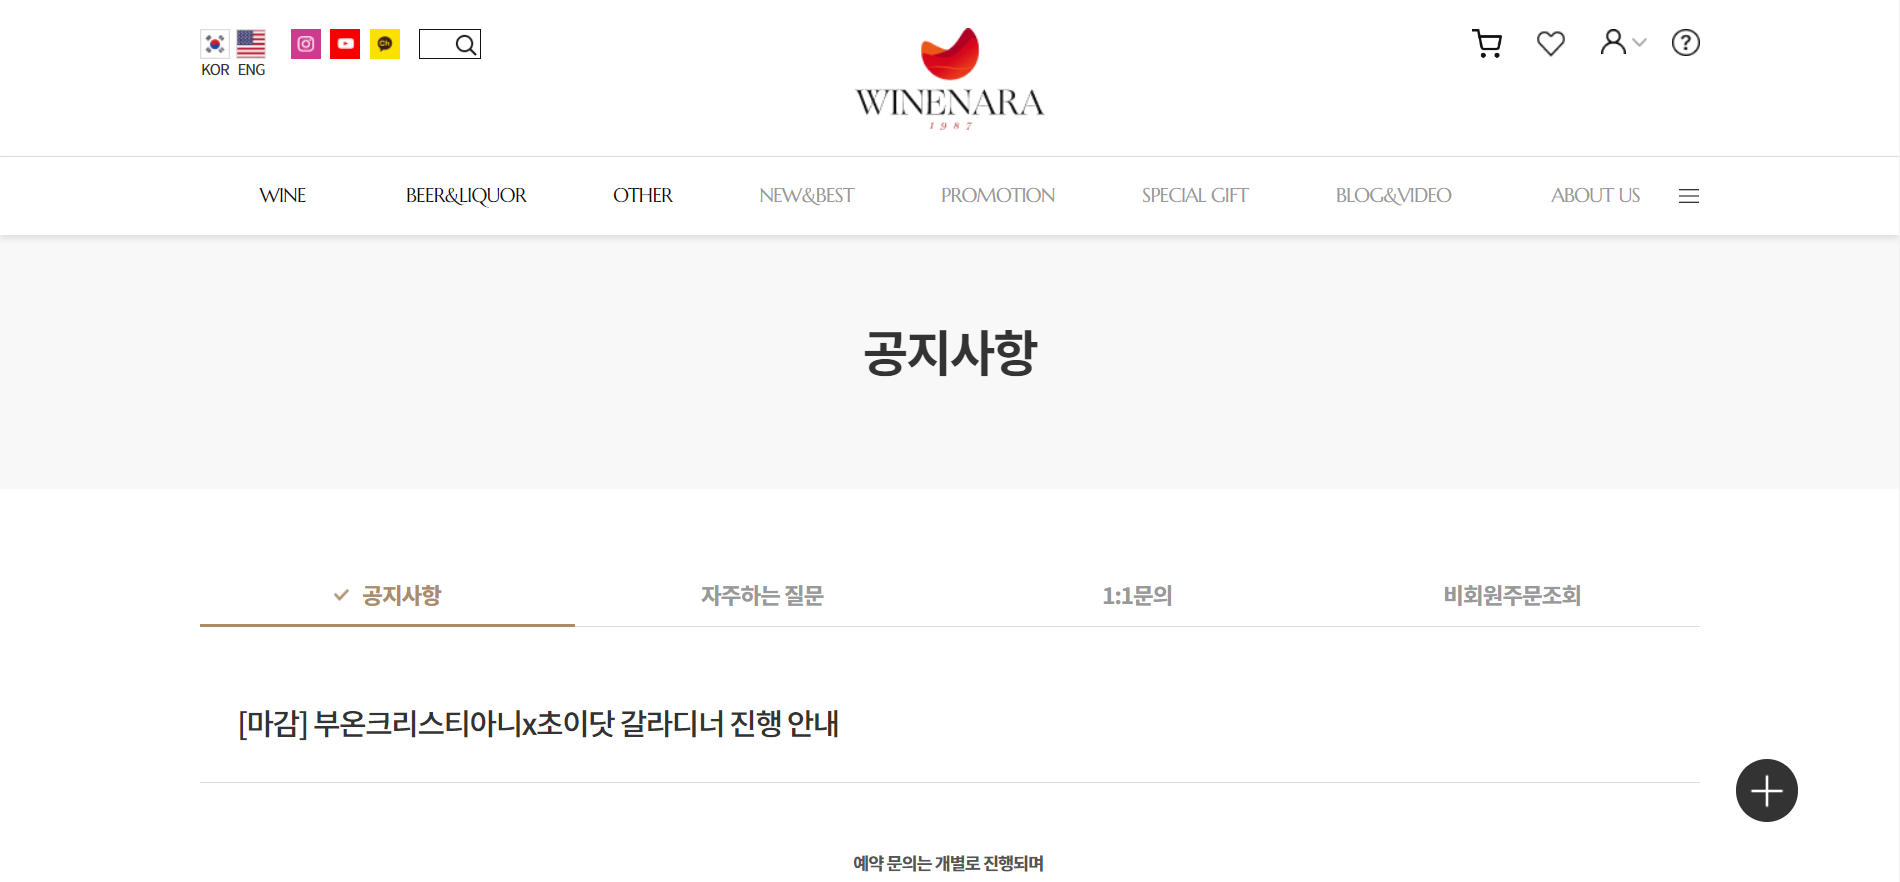 KOR ENG
Ch
WINENARA
1987
WINE BEER&LIQUOR OTHER NEW&BEST PROMOTION SPECIAL GIFT BLOG&VIDEO ABOUT US
공지사항
공지사항 자주하는 질문 1:1문의 비회원주문조회
[마감] 부온크리스티아니x초이닷 갈라디너 진행 안내
예약 문의는 개별로 진행되며